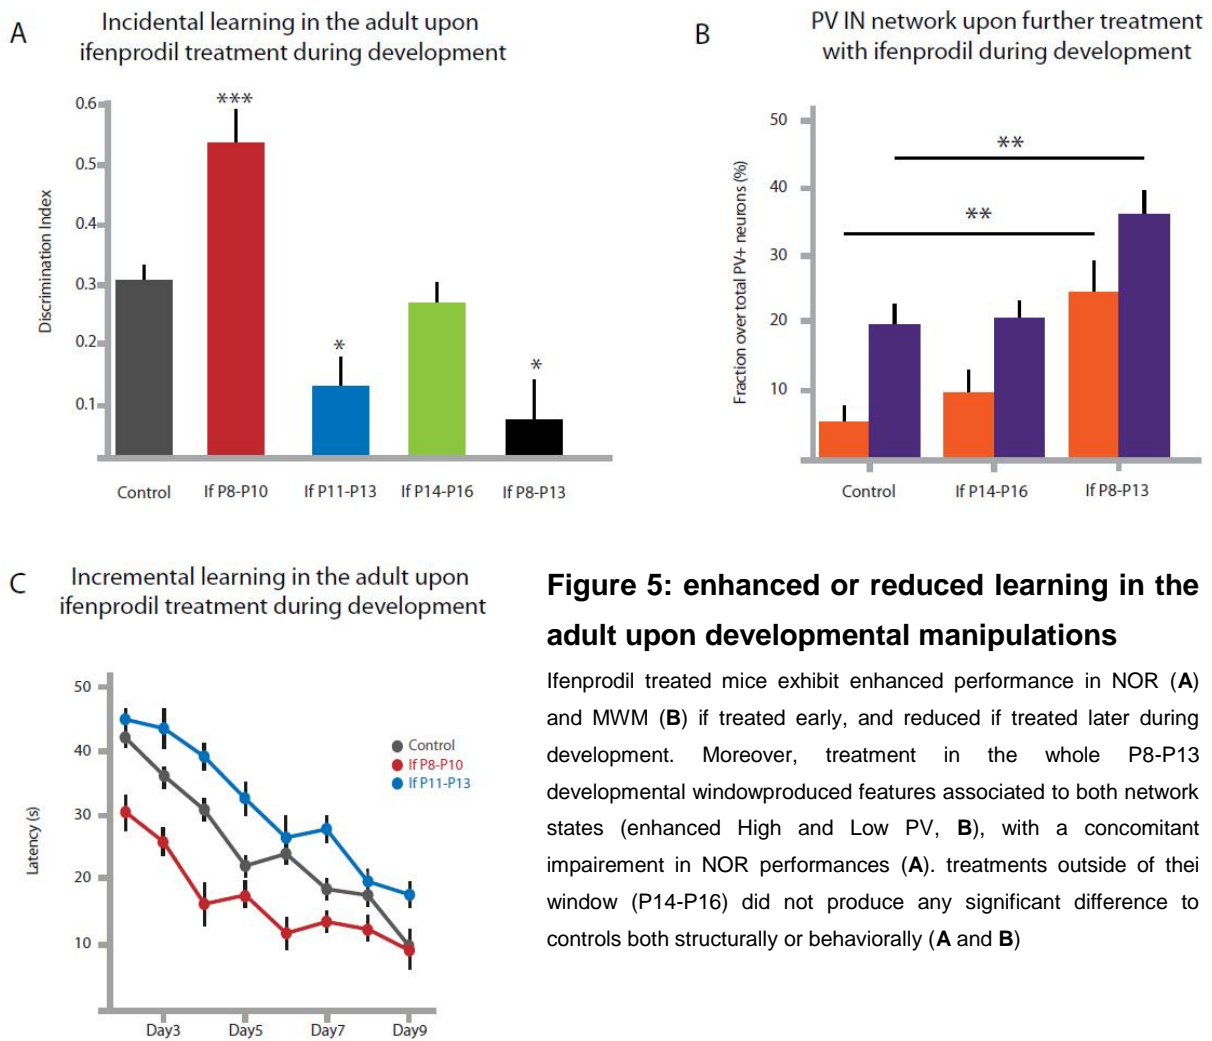 A
Incidental learning in the adult upon
ifenprodil treatment during development
Discrimination Index
0.6
0.5
0.4
0.3
0.2
0.1
***
*
*
Control
If P8-P10
If P11-P13
If P14-P16
If P8-P13
B
PV IN network upon further treatment
with ifenprodil during development
Fraction over total PV+ neurons (%)
50
40
30
20
10
**
**
Control
If P14-P16
If P8-P13
C
Incremental learning in the adult upon
ifenprodil treatment during development
Latency (s)
50
40
30
20
10
Control
If P8-P10
If P11-P13
Day3
Day5
Day7
Day9
Figure 5: enhanced or reduced learning in the
adult upon developmental manipulations
Ifenprodil treated mice exhibit enhanced performance in NOR (A)
and MWM (B) if treated early, and reduced if treated later during
development. Moreover, treatment in the whole P8-P13
developmental windowproduced features associated to both network
states (enhanced High and Low PV, B), with a concomitant
impairement in NOR performances (A). treatments outside of thei
window (P14-P16) did not produce any significant difference to
controls both structurally or behaviorally (A and B)